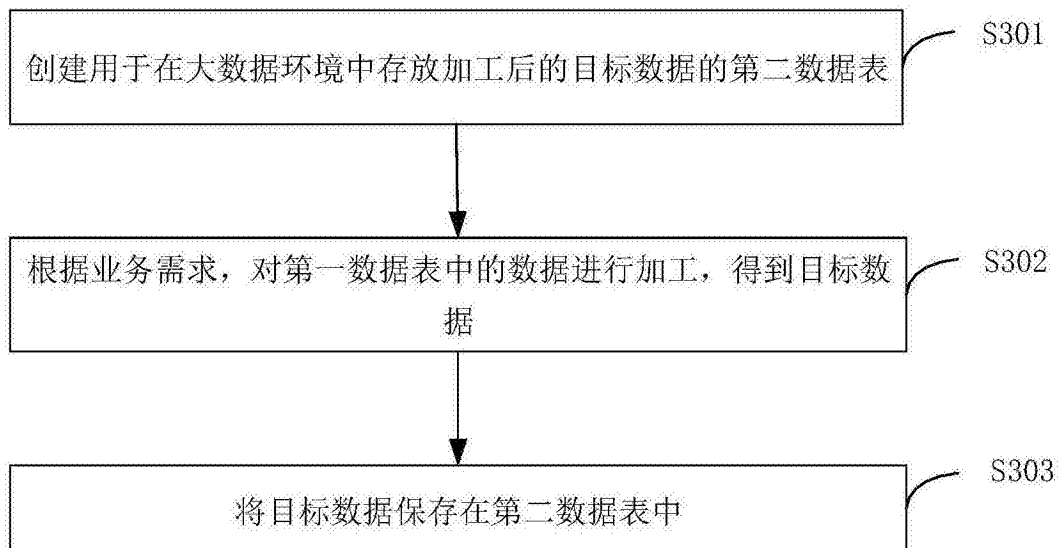 创建用于在大数据环境中存放加工后的目标数据的第二数据表
S301
根据业务需求，对第一数据表中的数据进行加工，得到目标数
据
S302
将目标数据保存在第二数据表中
S303